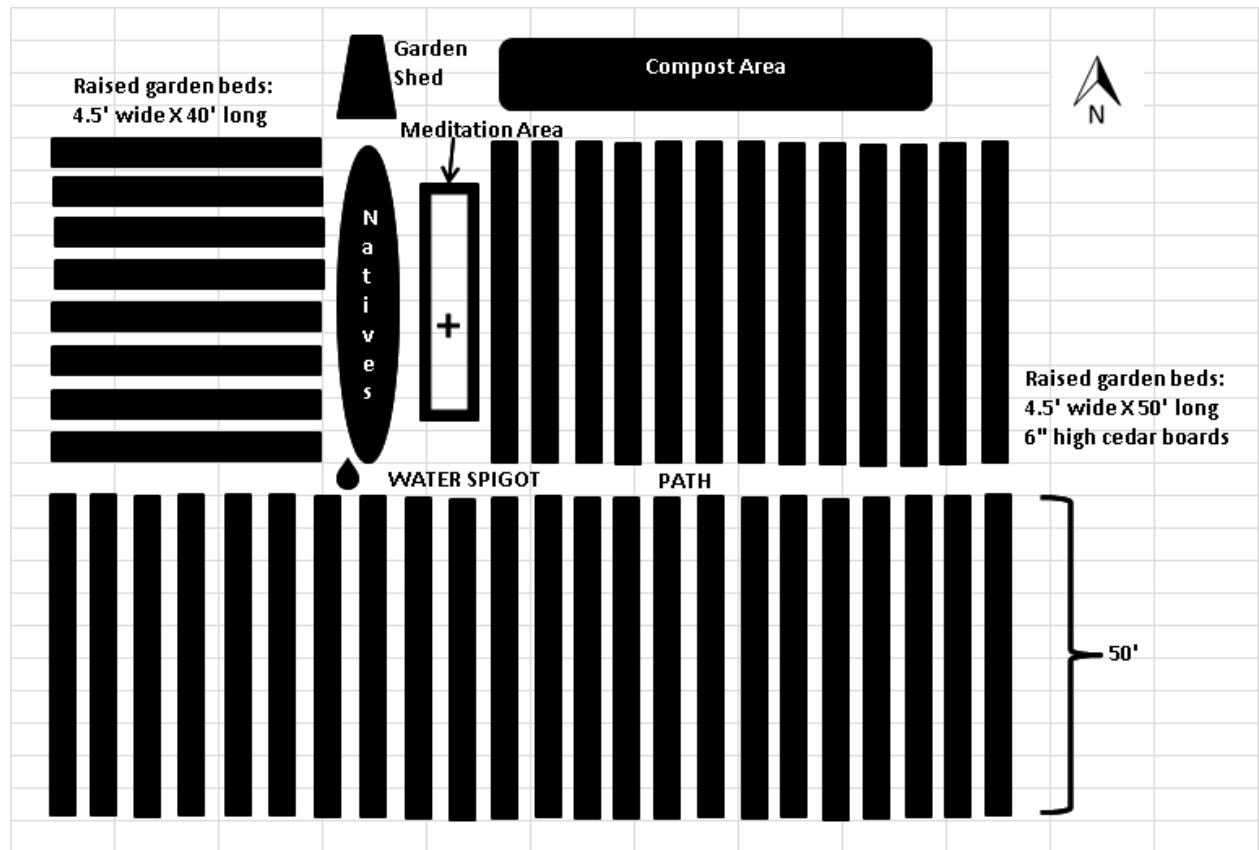 Garden
Shed
Compost Area
Raised garden beds:
4.5' wide X 40' long
N
Meditation Area
Natives
+
Raised garden beds:
4.5' wide X 50' long
6" high cedar boards
WATER SPIGOT
PATH
50'